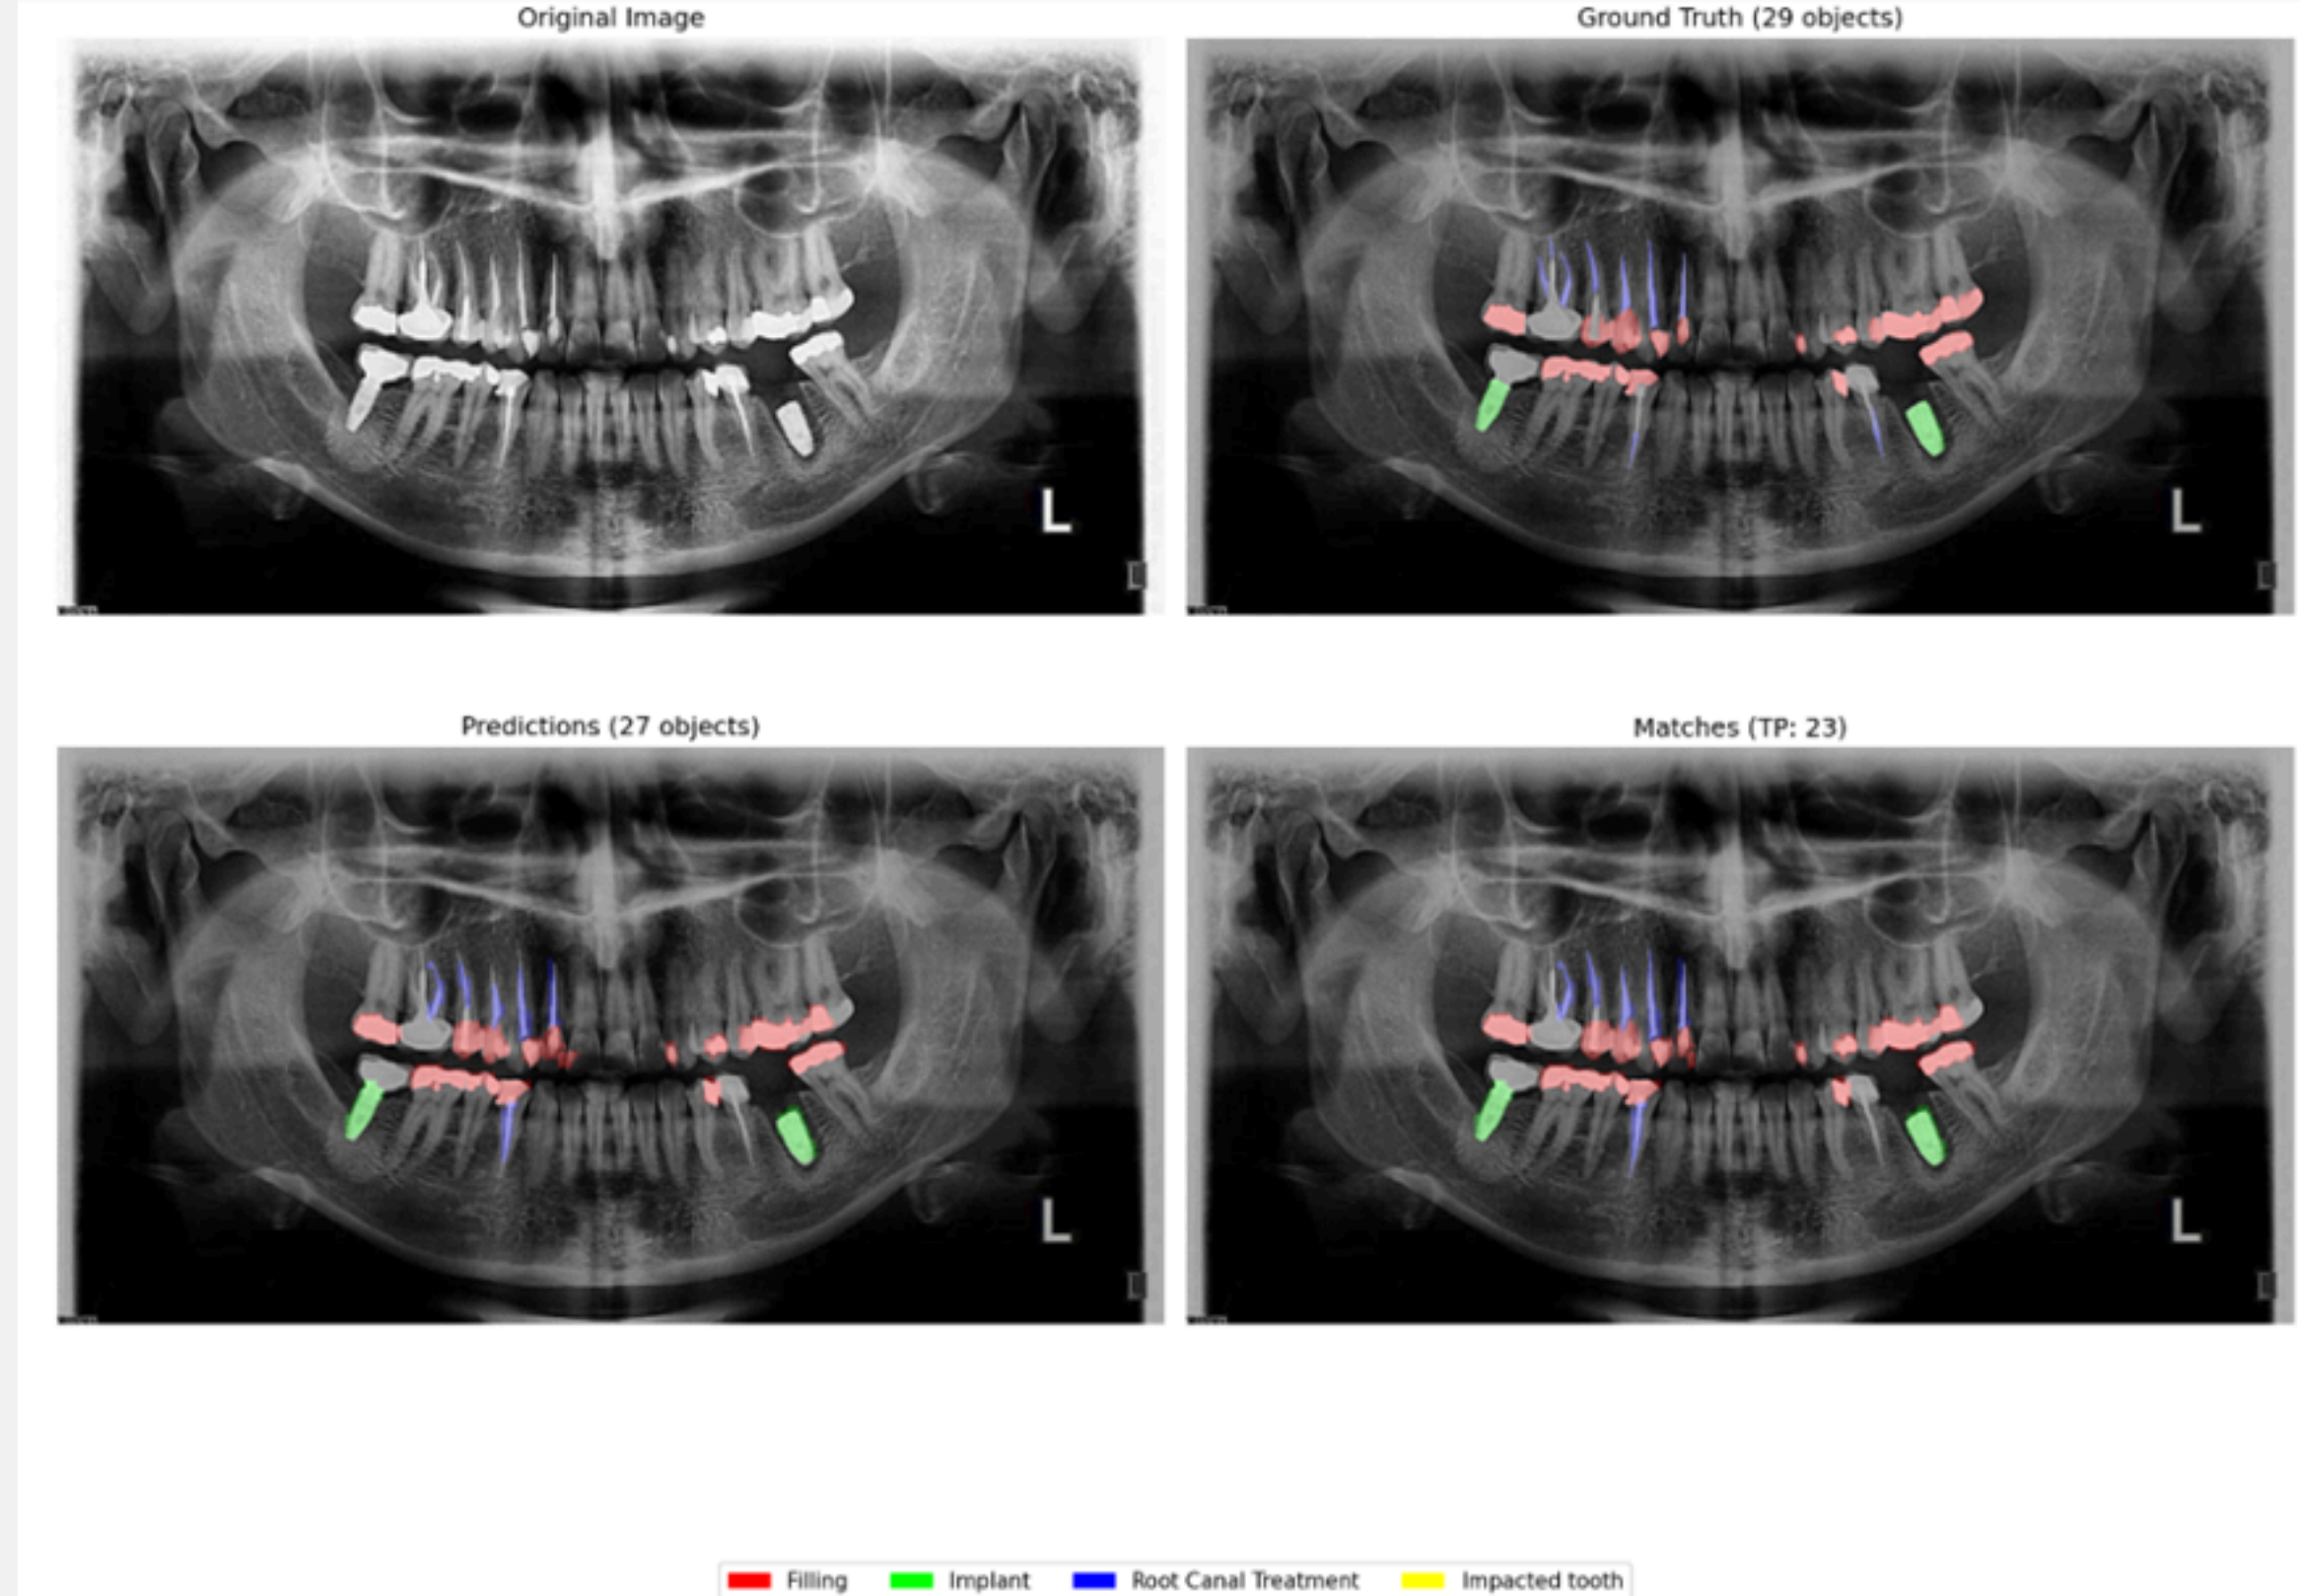 Original Image
Ground Truth (29 objects)
L
L
Predictions (27 objects)
Matches (TP: 23)
L
L
Filling
Implant
Root Canal Treatment
Impacted tooth